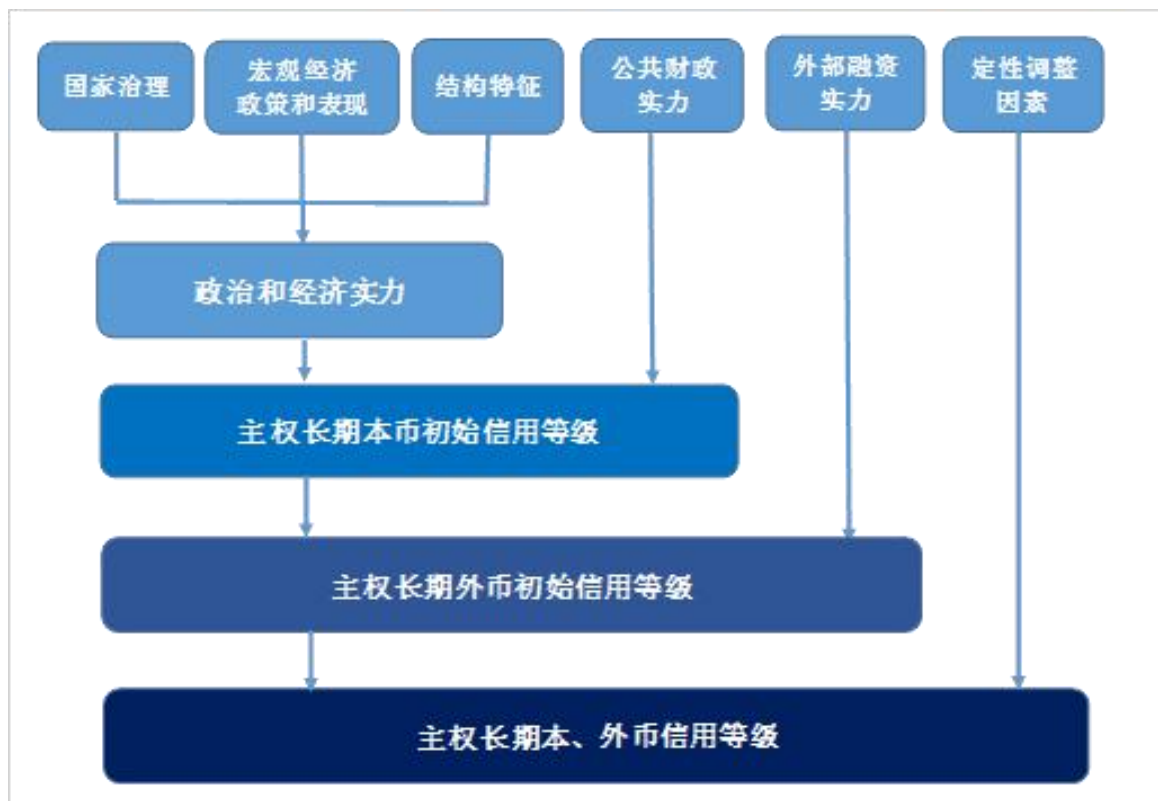 国家治理
宏观经济
政策和表现
结构特征
公共财政
实力
外部融资
实力
定性调整
因素
政治和经济实力
主权长期本币初始信用等级
主权长期外币初始信用等级
主权长期本、外币信用等级